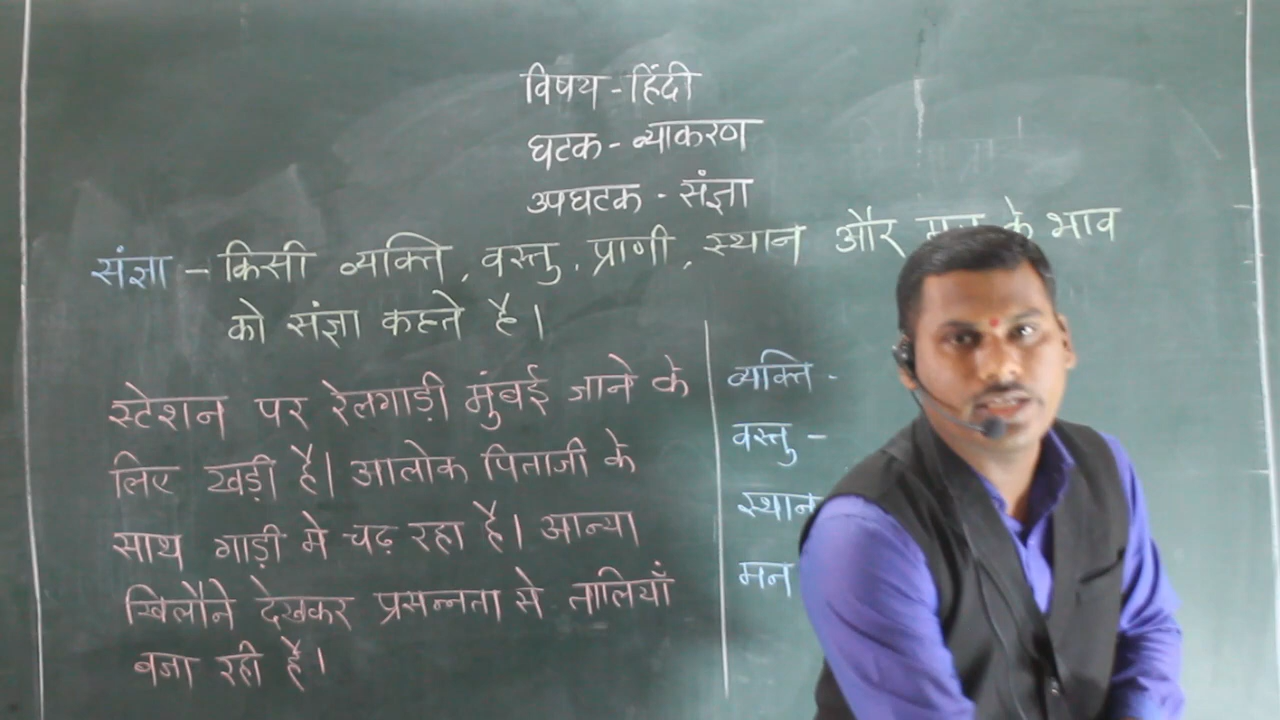 विषय - हिंदी
घटक - व्याकरण
उपघटक - संज्ञा
संज्ञा - किसी व्यक्ति, वस्तु, प्राणी, स्थान और के भाव
को संज्ञा कहते है।
स्टेशन पर रेलगाड़ी मुंबई जाने के
लिए खड़ी है। आलोक पिताजी के
साथ गाड़ी मे चढ़ रहा है। आन्या
खिलौने देखकर प्रसन्नता से तालियाँ
बजा रही है।
व्यक्ति -
वस्तु -
स्थान
मन